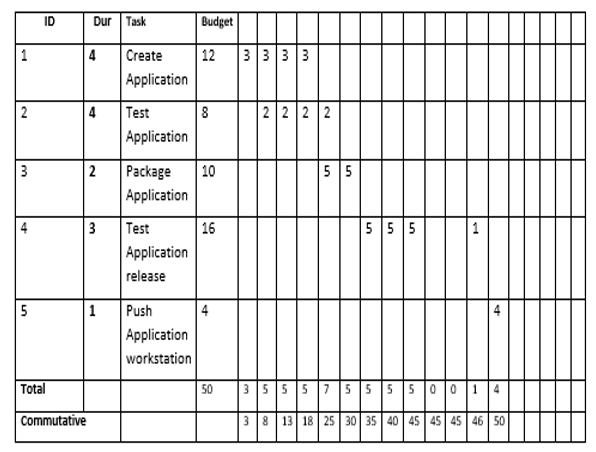 ID Dur Task Budget
1 4 Create 12 3 3 3 3
Application
2 4 Test 8 2 2 2 2
Application
3 2 Package 10 5 5
Application
4 3 Test 16 5 5 5 1
Application
release
5 1 Push 4 4
Application
workstation
Total 50 3 5 5 5 7 5 5 5 5 0 0 1 4
Commutative 3 8 13 18 25 30 35 40 45 45 45 46 50